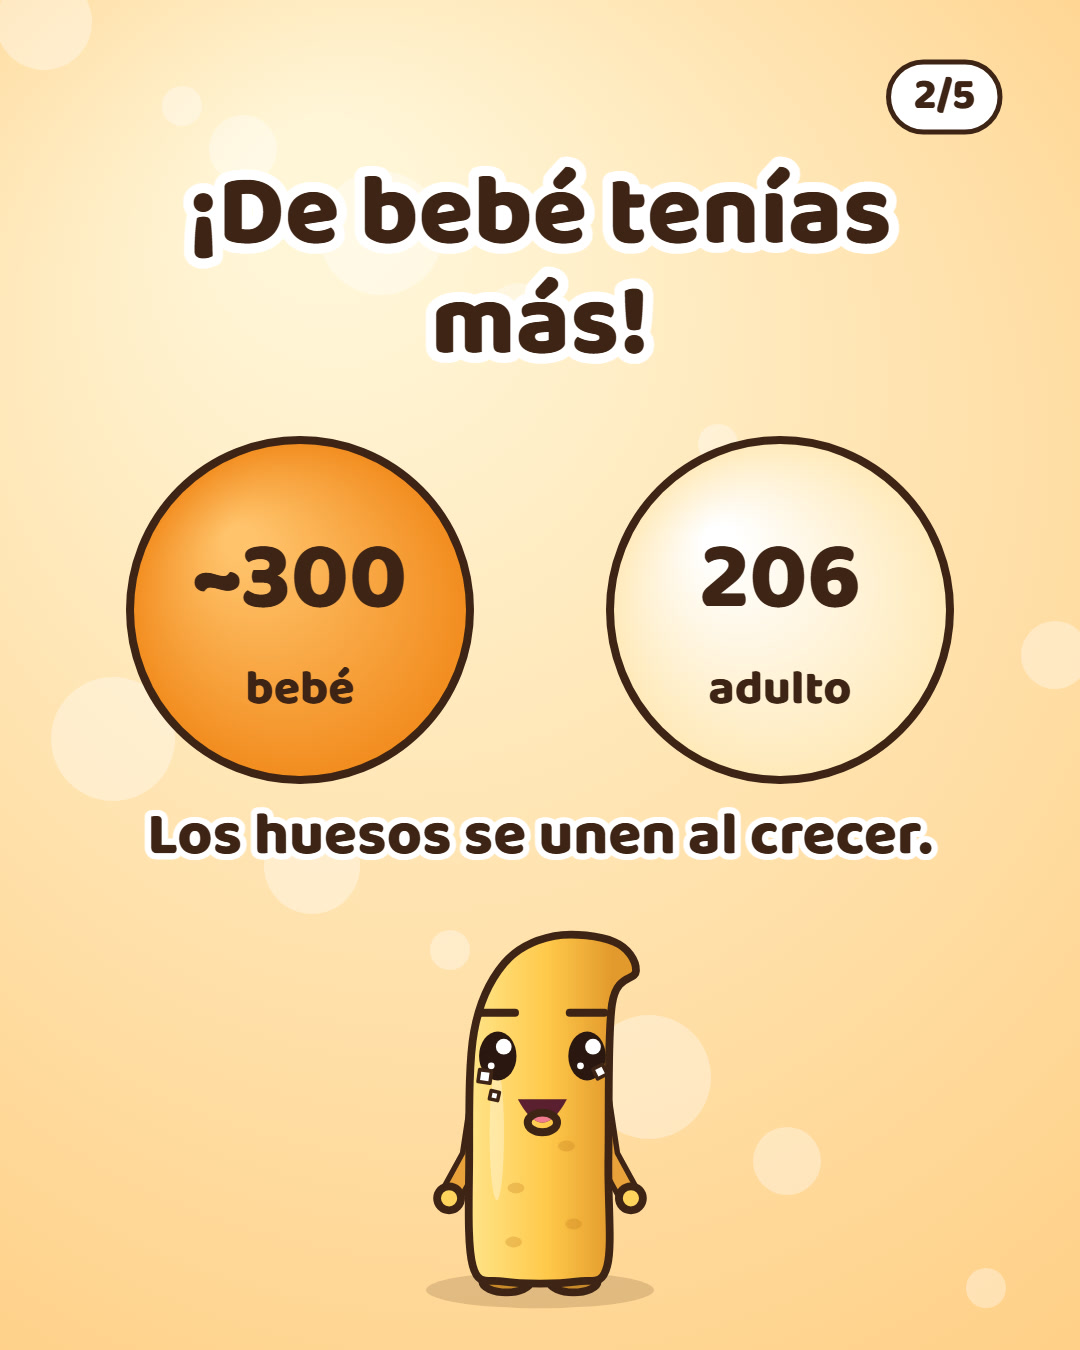 2/5
¡De bebé tenías
más!
~300
bebé
206
adulto
Los huesos se unen al crecer.